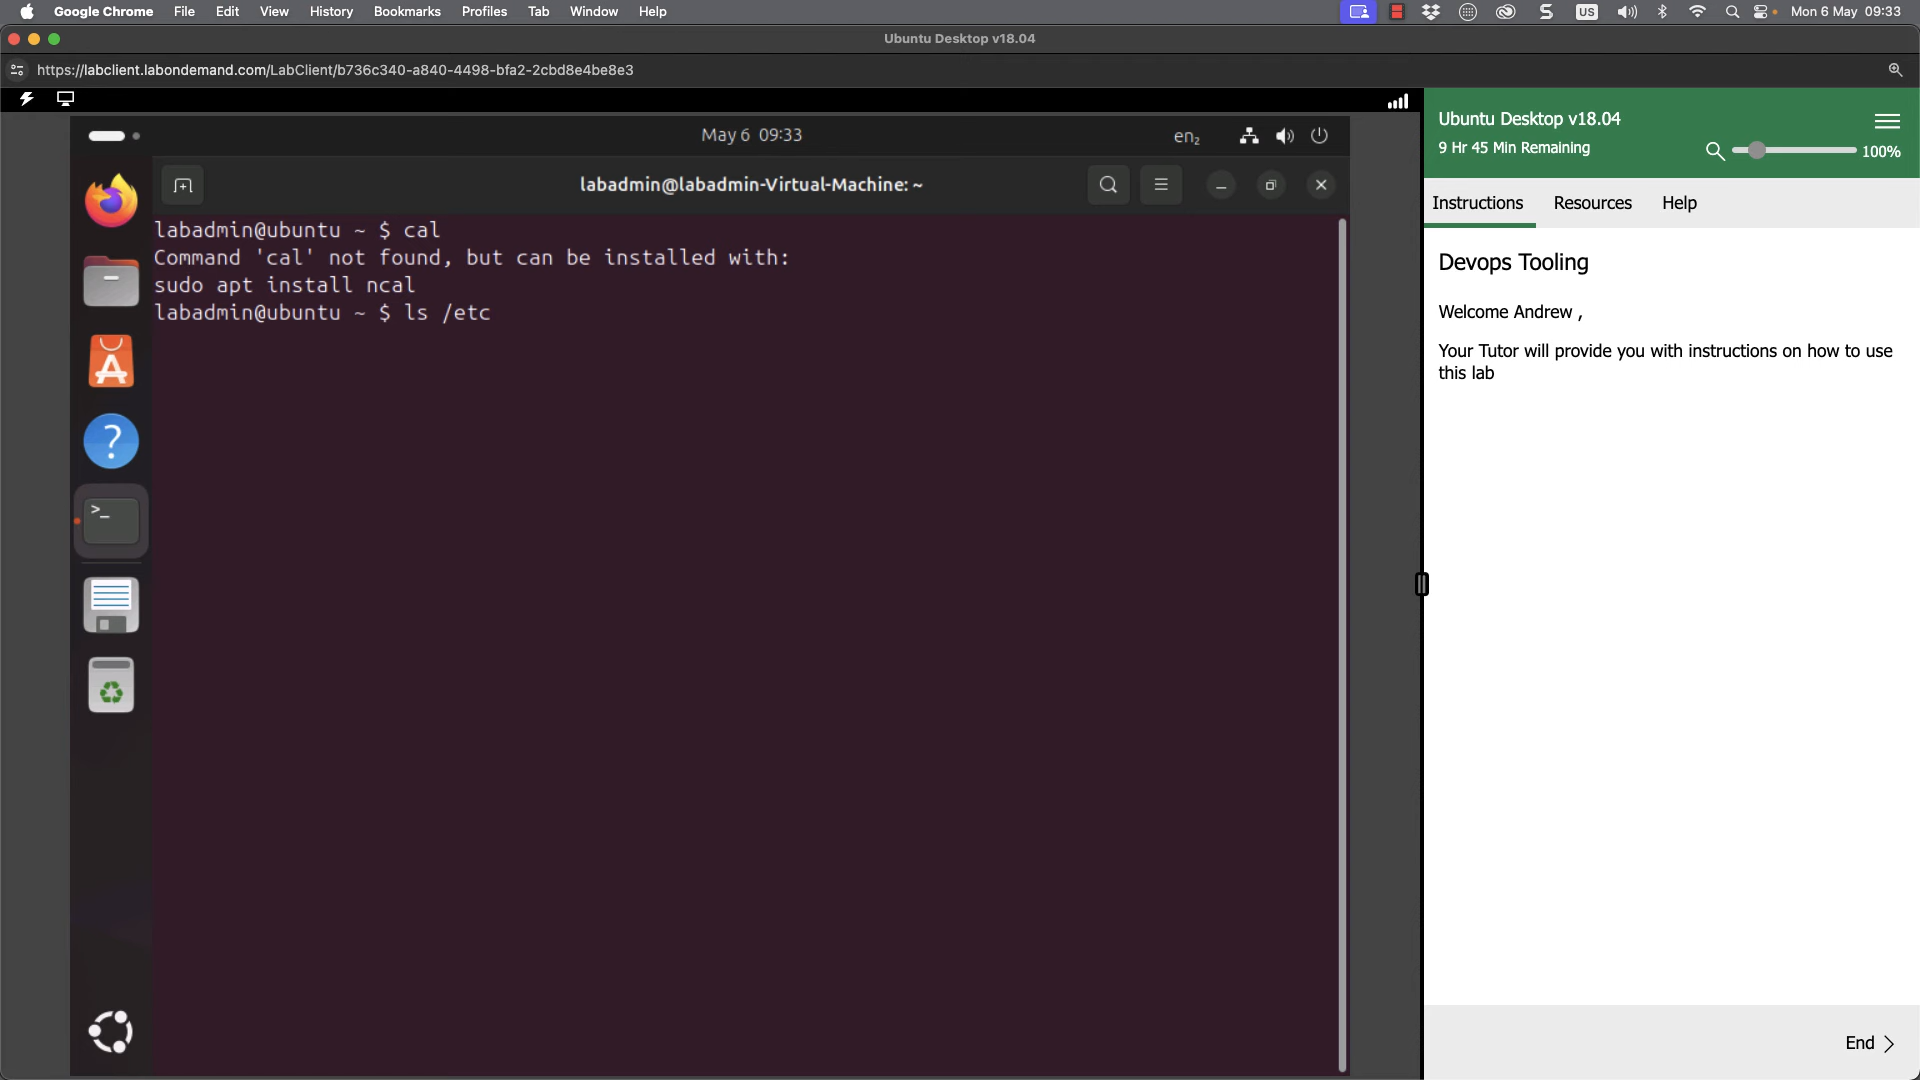 Google Chrome File Edit View History Bookmarks Profiles Tab Window Help US Mon 6 May 09:33
Ubuntu Desktop v18.04
https://labclient.labondemand.com/LabClient/b736c340-a840-4498-bfa2-2cbd8e4be8e3
May 6 09:33
en2
labadmin@labadmin-Virtual-Machine: ~
labadmin@ubuntu ~ $ cal
Command 'cal' not found, but can be installed with:
sudo apt install ncal
labadmin@ubuntu ~ $ ls /etc
Ubuntu Desktop v18.04
9 Hr 45 Min Remaining
100%
Instructions Resources Help
Devops Tooling
Welcome Andrew ,
Your Tutor will provide you with instructions on how to use
this lab
End